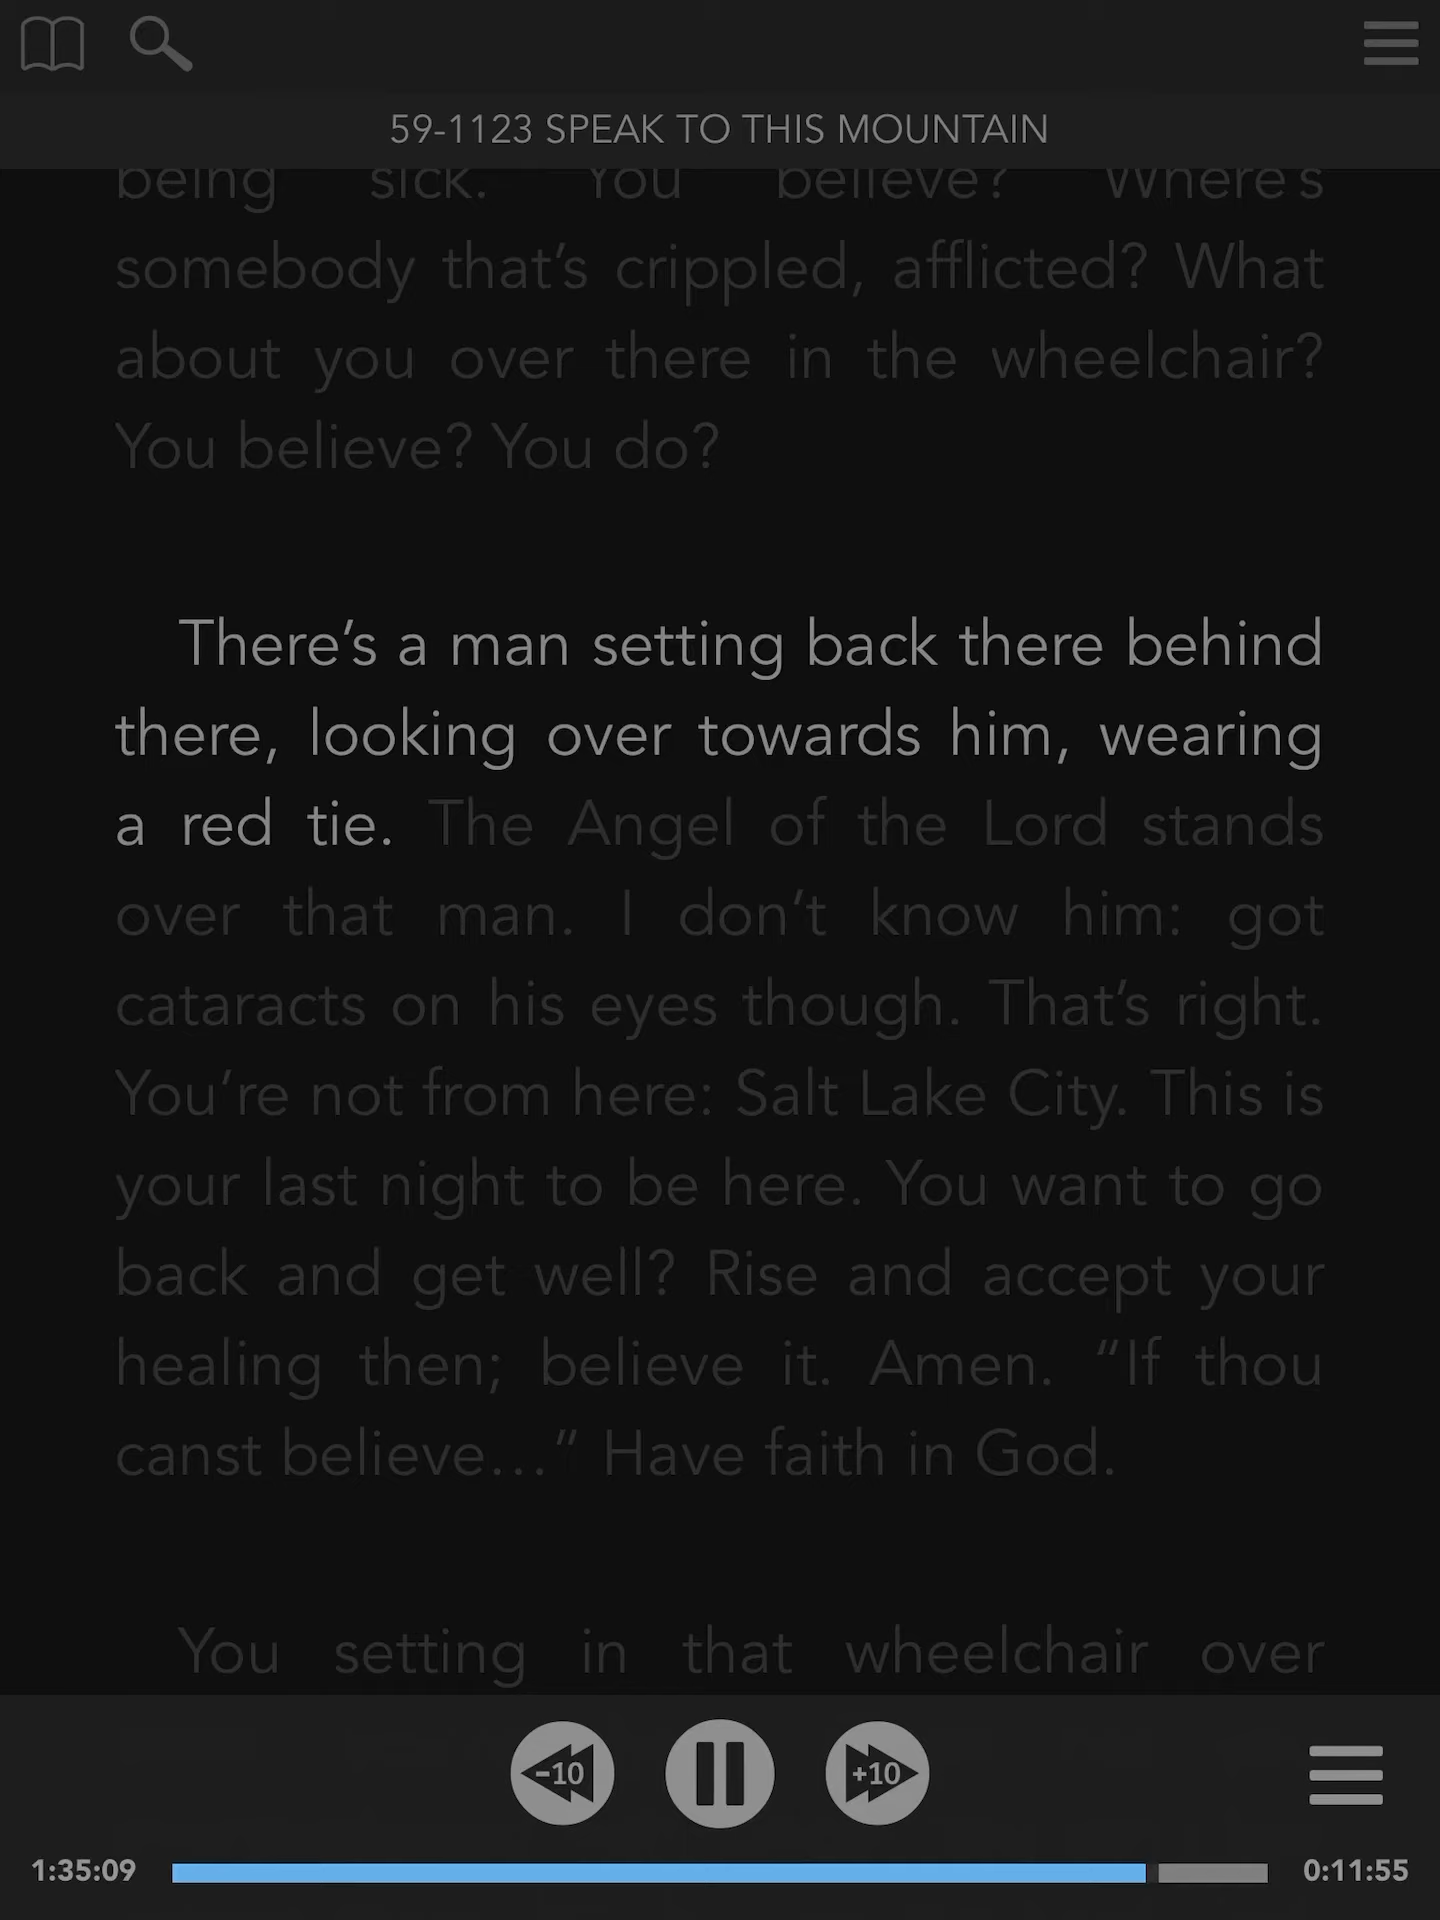 59-1123 SPEAK TO THIS MOUNTAIN
being sick. You believe? Where's
somebody that’s crippled, afflicted? What
about you over there in the wheelchair?
You believe? You do?
There’s a man setting back there behind
there, looking over towards him, wearing
a red tie. The Angel of the Lord stands
over that man. I don’t know him: got
cataracts on his eyes though. That’s right.
You’re not from here: Salt Lake City. This is
your last night to be here. You want to go
back and get well? Rise and accept your
healing then; believe it. Amen. “If thou
canst believe…” Have faith in God.
You setting in that wheelchair over
-10 +10
1:35:09 0:11:55